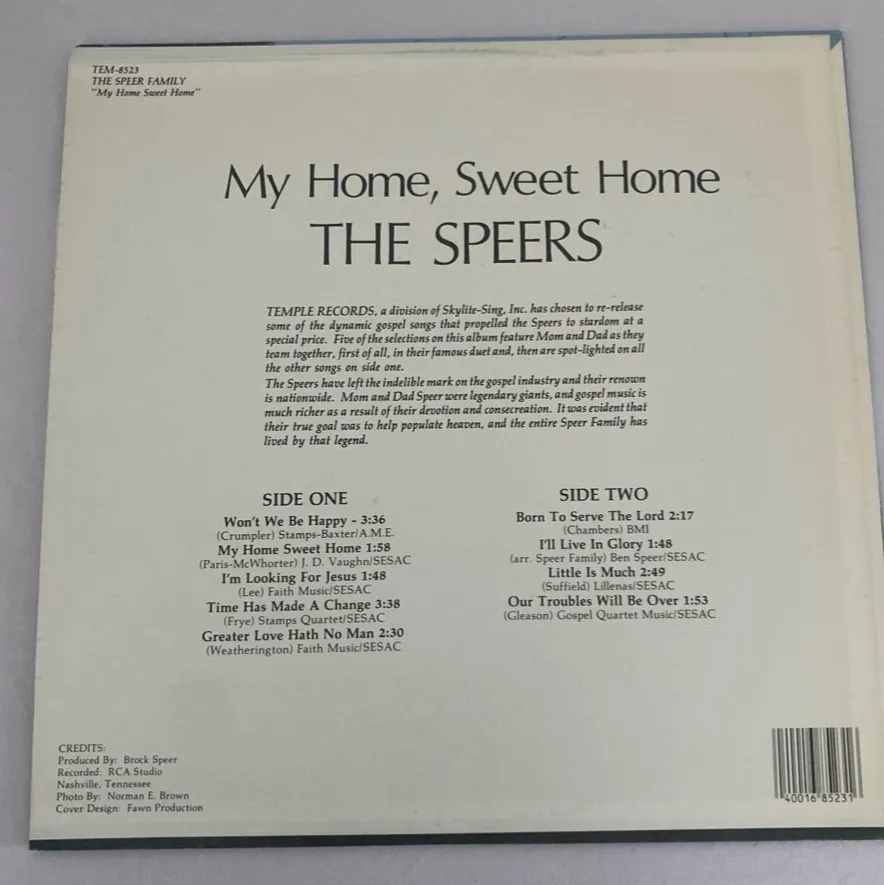 TEM-8523
THE SPEER FAMILY
"My Home Sweet Home"
My Home, Sweet Home
THE SPEERS
TEMPLE RECORDS, a division of Skylite-Sing, Inc. has chosen to re-release
some of the dynamic gospel songs that propelled the Speers to stardom at a
special price. Five of the selections on this album feature Mom and Dad as they
team together, first of all, in their famous duet and, then are spot-lighted on all
the other songs on side one.
The Speers have left the indelible mark on the gospel industry and their renown
is nationwide. Mom and Dad Speer were legendary giants, and gospel music is
much richer as a result of their devotion and consecreation. It was evident that
their true goal was to help populate heaven, and the entire Speer Family has
lived by that legend.
SIDE ONE
Won't We Be Happy - 3:36
(Crumpler) Stamps-Baxter/A.M.E.
My Home Sweet Home 1:58
(Paris-McWhorter) J. D. Vaughn/SESAC
I'm Looking For Jesus 1:48
(Lee) Faith Music/SESAC
Time Has Made A Change 3:38
(Frye) Stamps Quartet/SESAC
Greater Love Hath No Man 2:30
(Weatherington) Faith Music/SESAC
SIDE TWO
Born To Serve The Lord 2:17
(Chambers) BMI
I'll Live In Glory 1:48
(arr. Speer Family) Ben Speer/SESAC
Little Is Much 2:49
(Suffield) Lillenas/SESAC
Our Troubles Will Be Over 1:53
(Gleason) Gospel Quartet Music/SESAC
CREDITS:
Produced By: Brock Speer
Recorded: RCA Studio
Nashville, Tennessee
Photo By: Norman E. Brown
Cover Design: Fawn Production
40016 85231